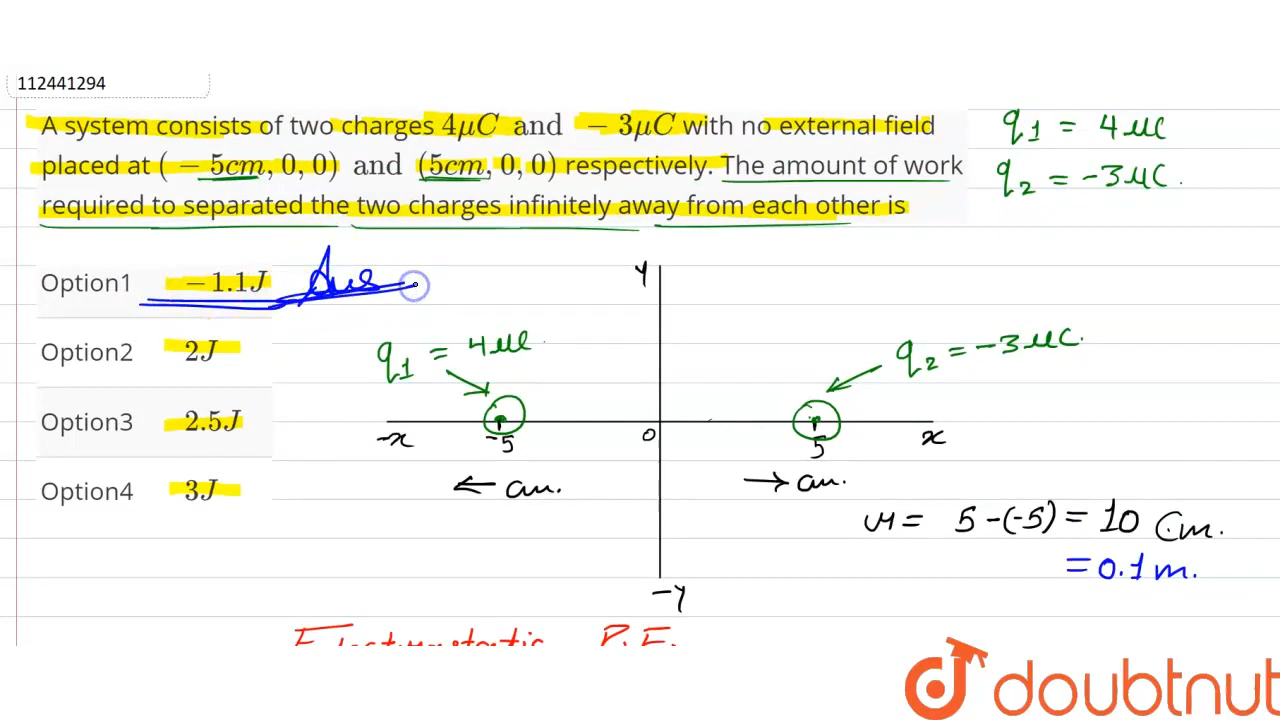 112441294
A system consists of two charges 4μC and − 3μC with no external field
placed at ( − 5cm, 0, 0) and (5cm, 0, 0) respectively. The amount of work
required to separated the two charges infinitely away from each other is
q1 = 4μC
q2 = -3μC.
Option1 − 1.1J Ans
Option2 2J
Option3 2.5J
Option4 3J
y
q1 = 4μC
q2 = -3μC.
-x -5 0 5 x
← cm. → cm.
r = 5-(-5) = 10 cm.
= 0.1m.
-y
Electrostatic P.E.
doubtnut